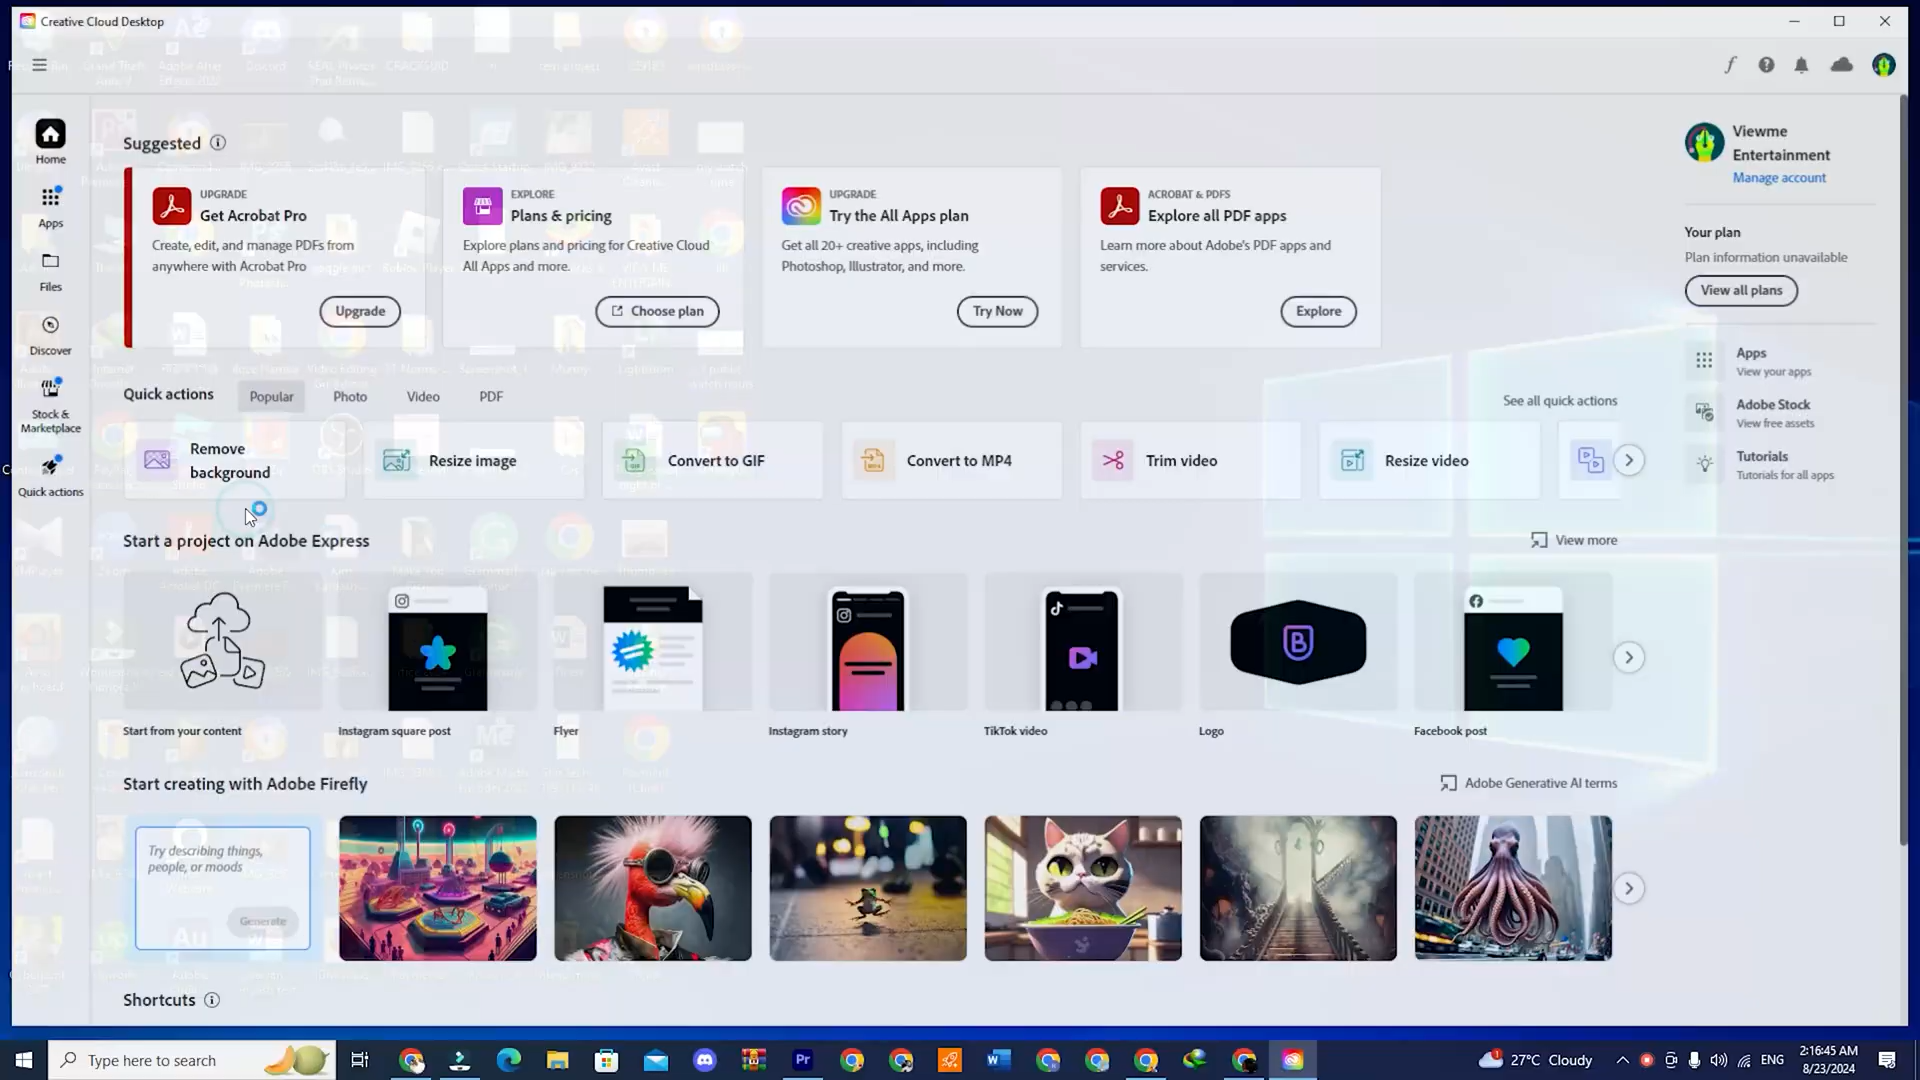 Creative Cloud Desktop
Home
Apps
Files
Discover
Stock &
Marketplace
Quick actions
Suggested
UPGRADE
Get Acrobat Pro
Create, edit, and manage PDFs from
anywhere with Acrobat Pro
Upgrade
EXPLORE
Plans & pricing
Explore plans and pricing for Creative Cloud
All Apps and more.
Choose plan
UPGRADE
Try the All Apps plan
Get all 20+ creative apps, including
Photoshop, Illustrator, and more.
Try Now
ACROBAT & PDFS
Explore all PDF apps
Learn more about Adobe's PDF apps and
services.
Explore
Viewme
Entertainment
Manage account
Your plan
Plan information unavailable
View all plans
Apps
View your apps
Adobe Stock
View free assets
Tutorials
Tutorials for all apps
Quick actions
Popular
Photo
Video
PDF
See all quick actions
Remove
background
Resize image
Convert to GIF
Convert to MP4
Trim video
Resize video
Start a project on Adobe Express
View more
Start from your content
Instagram square post
Flyer
Instagram story
TikTok video
Logo
Facebook post
Start creating with Adobe Firefly
Adobe Generative AI terms
Try describing things,
people, or moods
Generate
Shortcuts
Type here to search
27°C Cloudy
ENG
2:16:45 AM
8/23/2024